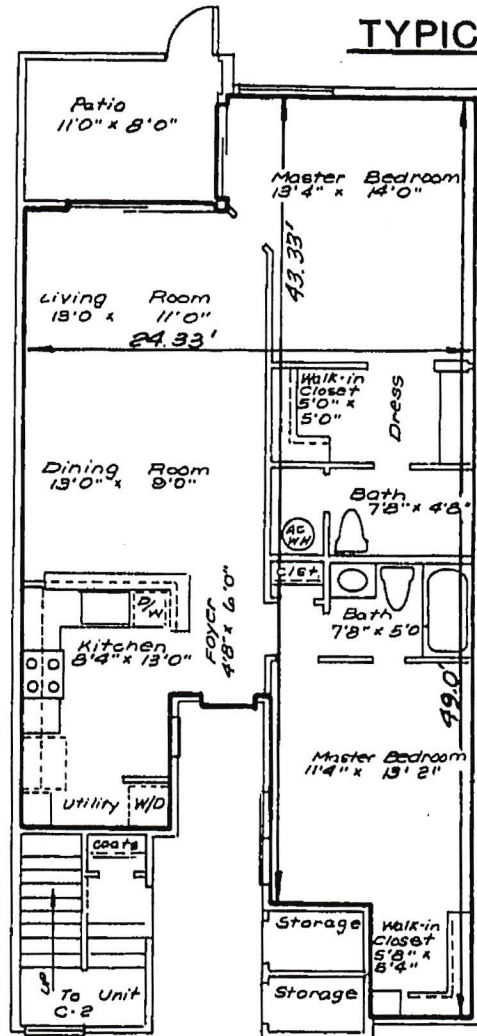 TYPIC
Patio
11'0" x 8'0"
Master Bedroom
13'4" x 14'0"
43.33'
Living Room
13'0 x 11'0"
24.33'
Walk-in
Closet
5'0" x
5'0"
Dress
Dining Room
13'0" x 9'0"
Bath
7'8" x 4'8"
AC
WH
Clst
D/W
Foyer
4'8" x 6'0"
Bath
7'8" x 5'0
Kitchen
8'4" x 13'0"
49.0'
Master Bedroom
11'4" x 13'2"
Utility
W/D
Coats
Storage
Walk-in
Closet
5'8" x
8'4"
UP
To Unit
C-2
Storage